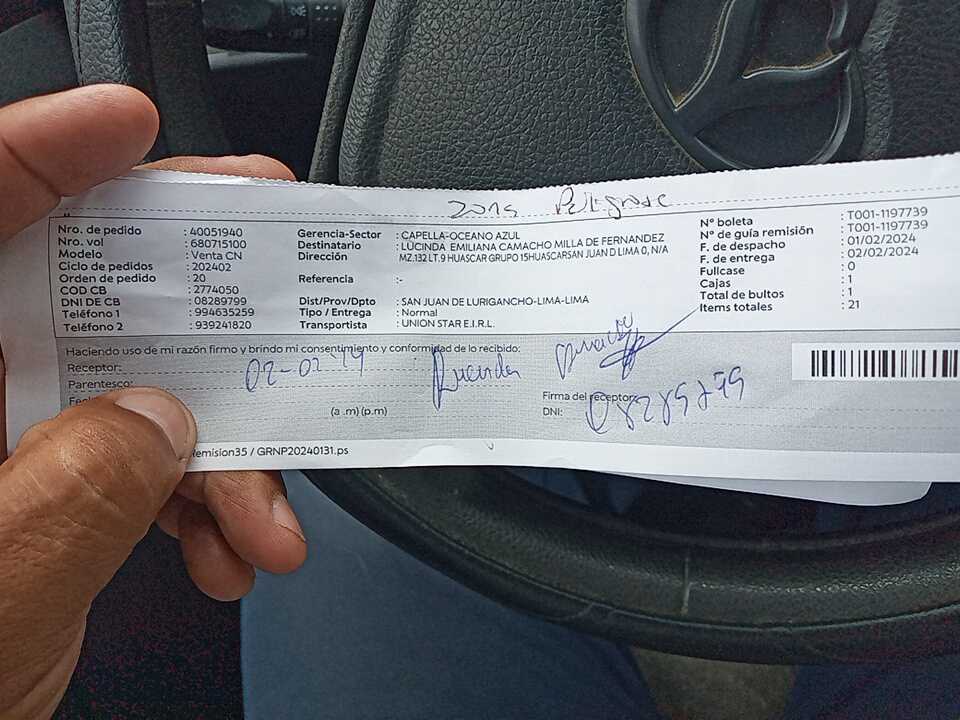 Zona Peligrosa
Nro. de pedido : 40051940
Nro. vol : 680715100
Modelo : Venta CN
Ciclo de pedidos : 202402
Orden de pedido : 20
COD CB : 2774050
DNI DE CB : 08289799
Teléfono 1 : 994635259
Teléfono 2 : 939241820
Gerencia-Sector : CAPELLA-OCEANO AZUL
Destinatario : LUCINDA EMILIANA CAMACHO MILLA DE FERNANDEZ
Dirección MZ.132 LT.9 HUASCAR GRUPO 15HUASCARSAN JUAN D LIMA 0, N/A
Referencia :-
Dist/Prov/Dpto : SAN JUAN DE LURIGANCHO-LIMA-LIMA
Tipo / Entrega : Normal
Transportista : UNION STAR E.I.R.L.
N° boleta : T001-1197739
N° de guía remisión : T001-1197739
F. de despacho : 01/02/2024
F. de entrega : 02/02/2024
Fullcase : 0
Cajas : 1
Total de bultos : 1
Items totales : 21
Haciendo uso de mi razón firmo y brindo mi consentimiento y conformidad de lo recibido:
Receptor:
Parentesco:
02-02
(a.m)(p.m)
Firma del receptor:
DNI: 08289799
remision35 / GRNP20240131.ps